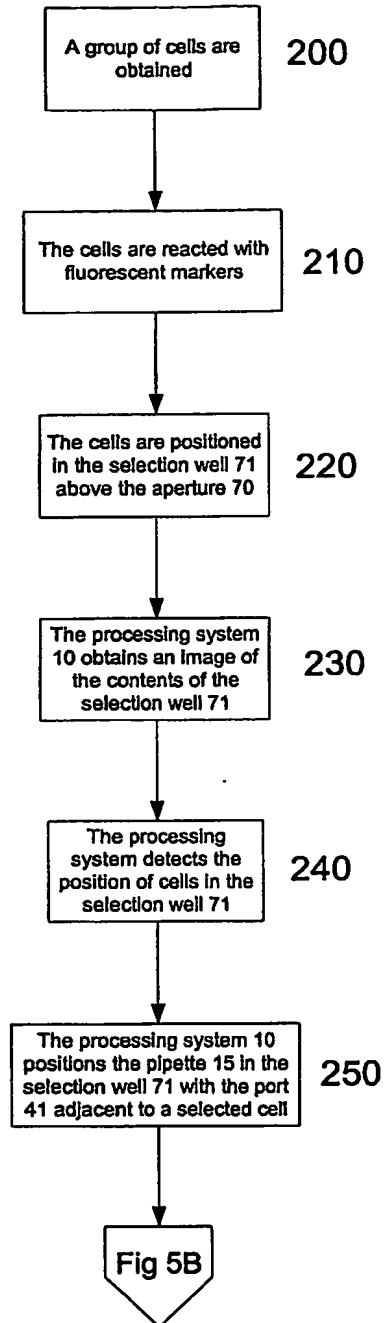 A group of cells are
obtained
200
The cells are reacted with
fluorescent markers
210
The cells are positioned
in the selection well 71
above the aperture 70
220
The processing system
10 obtains an image of
the contents of the
selection well 71
230
The processing
system detects the
position of cells in the
selection well 71
240
The processing system 10
positions the pipette 15 in the
selection well 71 with the port
41 adjacent to a selected cell
250
Fig 5B